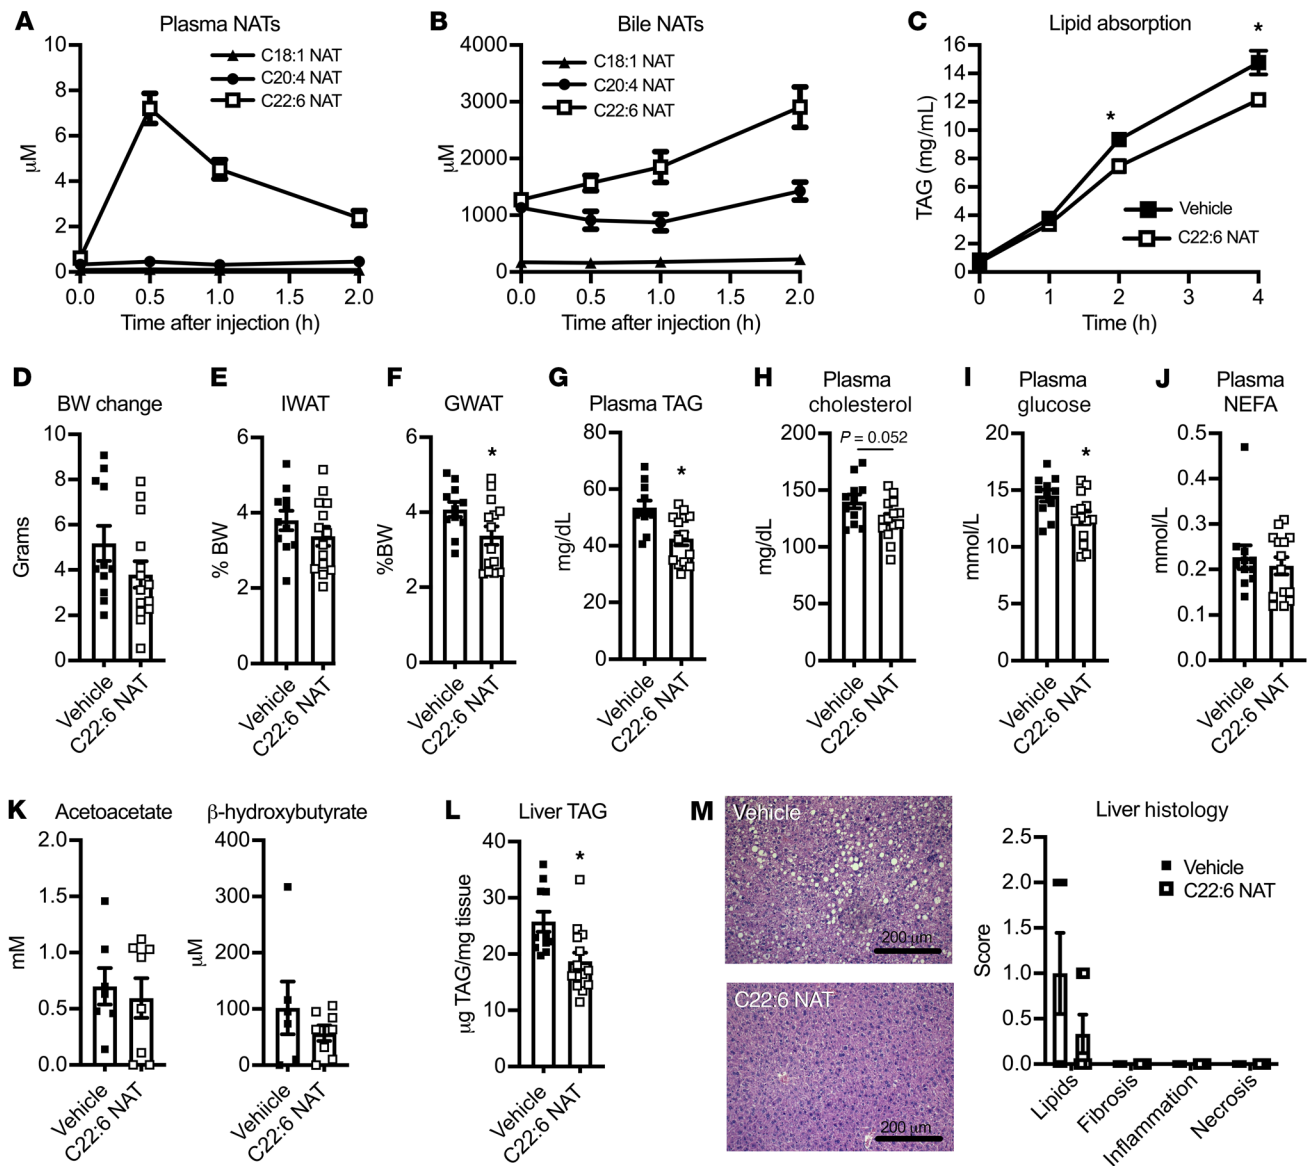 A
Plasma NATs
10
8
6
4
2
0
μM
C18:1 NAT
C20:4 NAT
C22:6 NAT
0.0 0.5 1.0 1.5 2.0
Time after injection (h)
B
Bile NATs
4000
3000
2000
1000
0
μM
C18:1 NAT
C20:4 NAT
C22:6 NAT
0.0 0.5 1.0 1.5 2.0
Time after injection (h)
C
Lipid absorption
16
14
12
10
8
6
4
2
0
TAG (mg/mL)
*
*
Vehicle
C22:6 NAT
0 1 2 3 4
Time (h)
D
BW change
10
8
6
4
2
0
Grams
Vehicle
C22:6 NAT
E
IWAT
6
4
2
0
% BW
Vehicle
C22:6 NAT
F
GWAT
6
4
2
0
%BW
*
Vehicle
C22:6 NAT
G
Plasma TAG
80
60
40
20
0
mg/dL
*
Vehicle
C22:6 NAT
H
Plasma
cholesterol
200
150
100
50
0
mg/dL
P = 0.052
Vehicle
C22:6 NAT
I
Plasma
glucose
20
15
10
5
0
mmol/L
*
Vehicle
C22:6 NAT
J
Plasma
NEFA
0.5
0.4
0.3
0.2
0.1
0.0
mmol/L
Vehicle
C22:6 NAT
K
Acetoacetate
2.0
1.5
1.0
0.5
0.0
mM
Vehicle
C22:6 NAT
β-hydroxybutyrate
400
300
200
100
0
μM
Vehiicle
C22:6 NAT
L
Liver TAG
40
30
20
10
0
μg TAG/mg tissue
*
Vehicle
C22:6 NAT
M
Vehicle
200 μm
C22:6 NAT
200 μm
Liver histology
2.5
2.0
1.5
1.0
0.5
0.0
Score
Vehicle
C22:6 NAT
Lipids
Fibrosis
Inflammation
Necrosis